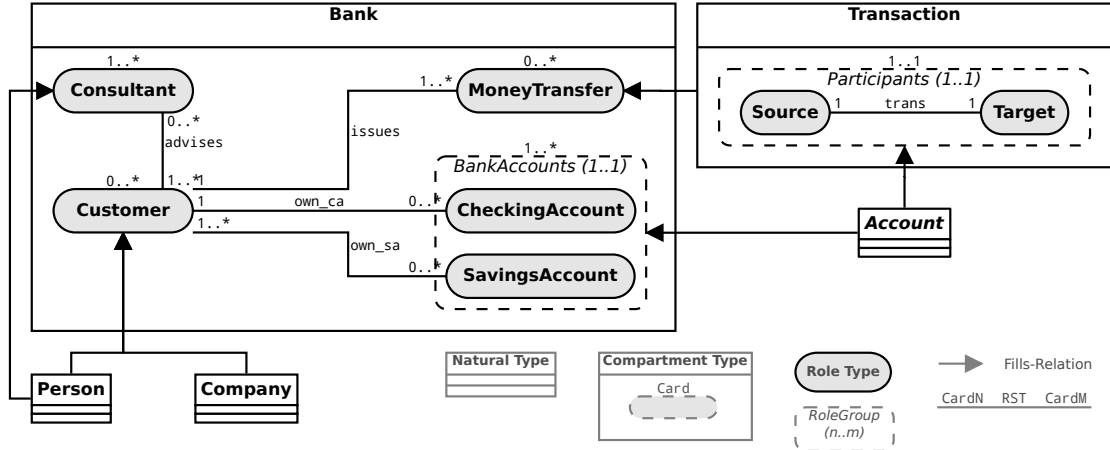 Bank
Transaction
1..*
Consultant
0..*
advises
0..*
1..*
Customer
1
1..*
issues
0..*
MoneyTransfer
1
own_ca
0..*
1..*
own_sa
0..*
1..*
BankAccounts (1..1)
CheckingAccount
SavingsAccount
1..1
Participants (1..1)
Source
1
trans
1
Target
Account
Person
Company
Natural Type
Compartment Type
Card
Role Type
RoleGroup
(n..m)
Fills-Relation
CardN RST CardM